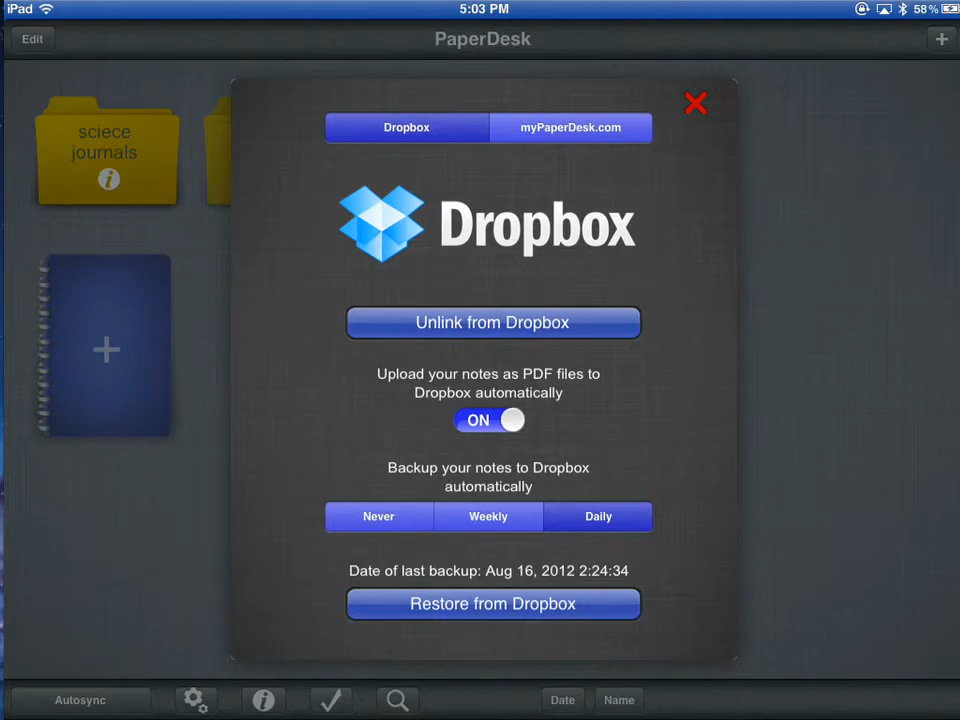 iPad 5:03 PM 58%
Edit PaperDesk +
sciece
journals
i
Dropbox myPaperDesk.com
Dropbox
Unlink from Dropbox
Upload your notes as PDF files to
Dropbox automatically
ON
Backup your notes to Dropbox
automatically
Never Weekly Daily
Date of last backup: Aug 16, 2012 2:24:34
Restore from Dropbox
Autosync Date Name